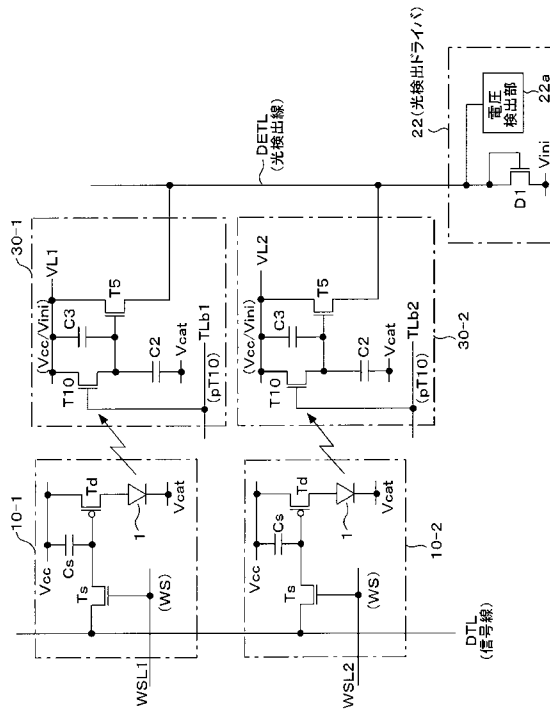 10-1
Vcc
Cs
Ts
Td
1
Vcat
WSL1
(WS)
30-1
(Vcc/Vini)
VL1
C3
T10
T5
C2
Vcat
(pT10)
TLb1
10-2
Vcc
Cs
Ts
Td
1
Vcat
WSL2
(WS)
DTL
(信号線)
30-2
(Vcc/Vini)
VL2
C3
T10
T5
C2
Vcat
(pT10)
TLb2
DETL
(光検出線)
22(光検出ドライバ)
電圧
検出部
22a
D1
Vini